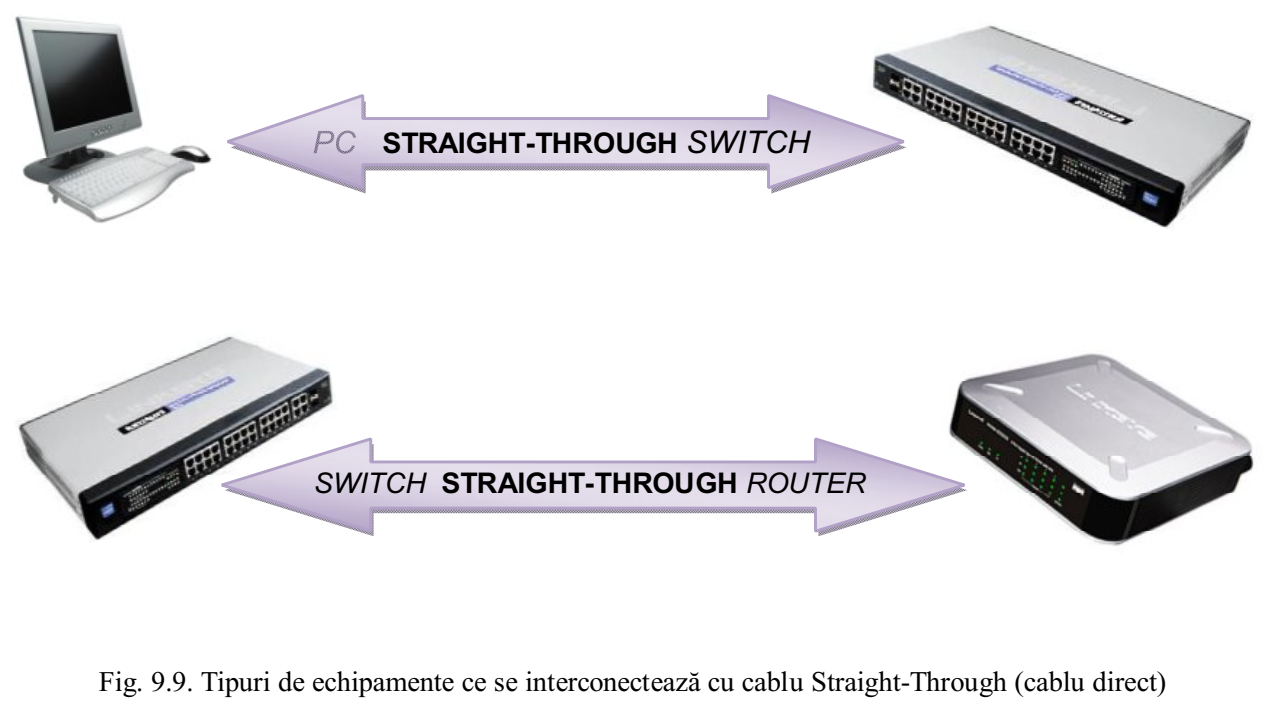 PC STRAIGHT-THROUGH SWITCH
SWITCH STRAIGHT-THROUGH ROUTER
Fig. 9.9. Tipuri de echipamente ce se interconectează cu cablu Straight-Through (cablu direct)